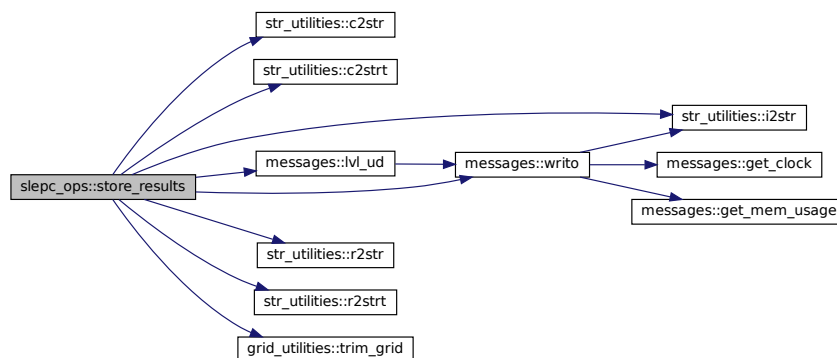 str_utilities::c2str
str_utilities::c2strt
str_utilities::i2str
messages::lvl_ud
messages::writo
messages::get_clock
slepc_ops::store_results
messages::get_mem_usage
str_utilities::r2str
str_utilities::r2strt
grid_utilities::trim_grid